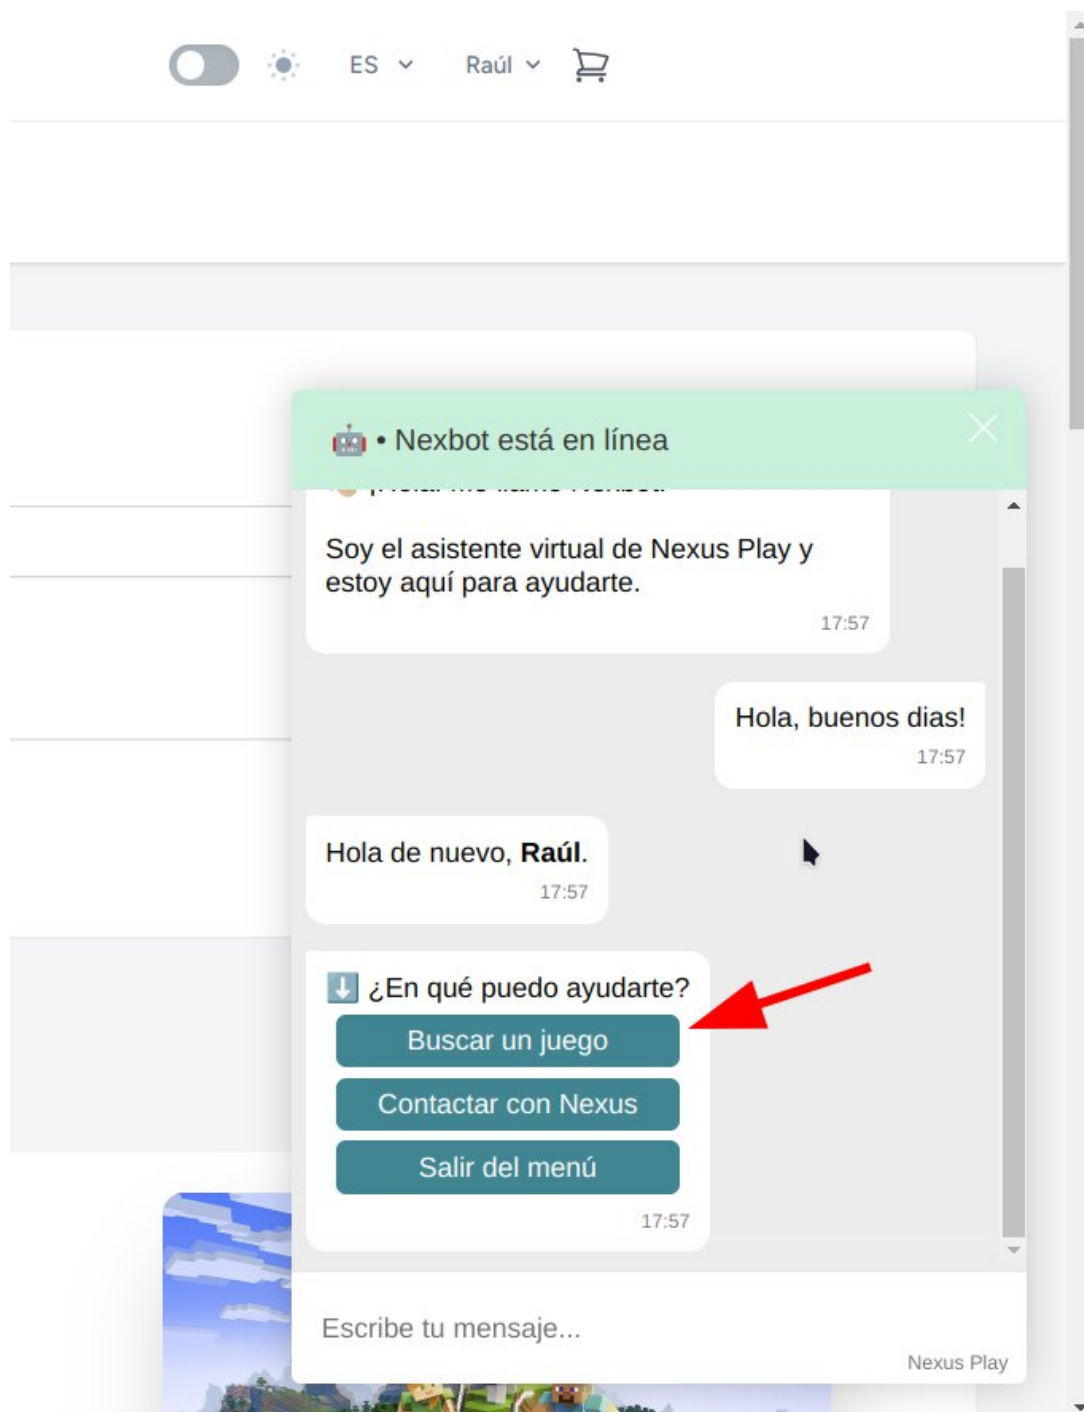 ES
Raúl
• Nexbot está en línea
Soy el asistente virtual de Nexus Play y
estoy aquí para ayudarte.
17:57
Hola, buenos dias!
17:57
Hola de nuevo, Raúl.
17:57
¿En qué puedo ayudarte?
Buscar un juego
Contactar con Nexus
Salir del menú
17:57
Escribe tu mensaje...
Nexus Play